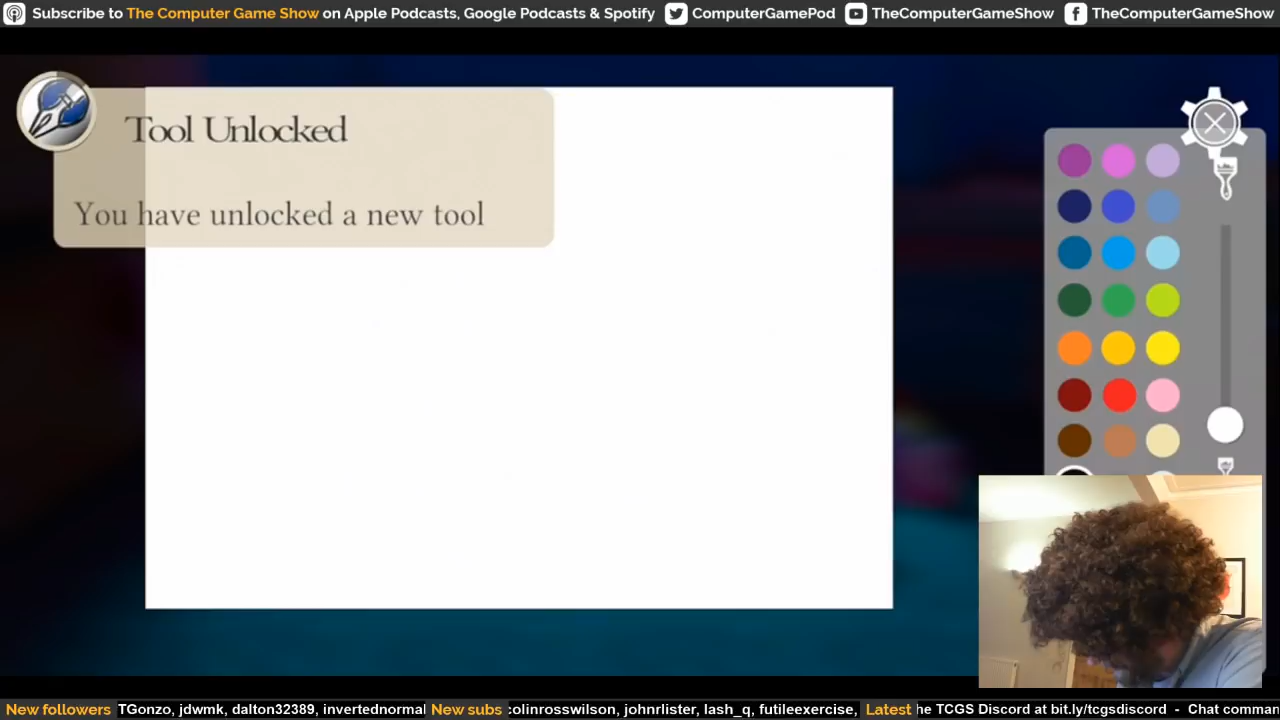 Subscribe to The Computer Game Show on Apple Podcasts, Google Podcasts & Spotify ComputerGamePod TheComputerGameShow TheComputerGameShow
Tool Unlocked
You have unlocked a new tool
New followers TGonzo, jdwmk, dalton32389, invertednormal New subs :olinrosswilson, johnrlister, lash_q, futileexercise, Latest he TCGS Discord at bit.ly/tcgsdiscord - Chat comman